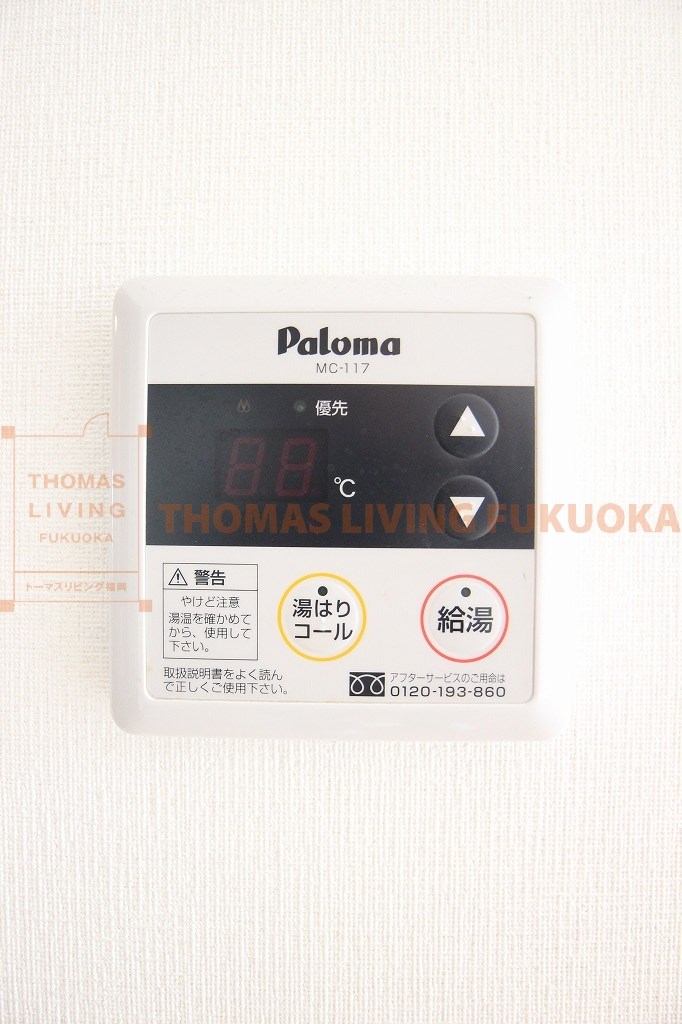 Paloma
MC-117
優先
℃
THOMAS
LIVING
FUKUOKA
トーマスリビング福岡
THOMAS LIVING FUKUOKA
警告
やけど注意
湯温を確かめて
から、使用して
下さい。
湯はり
コール
給湯
取扱説明書をよく読ん
で正しくご使用下さい。
アフターサービスのご用命は
0120-193-860